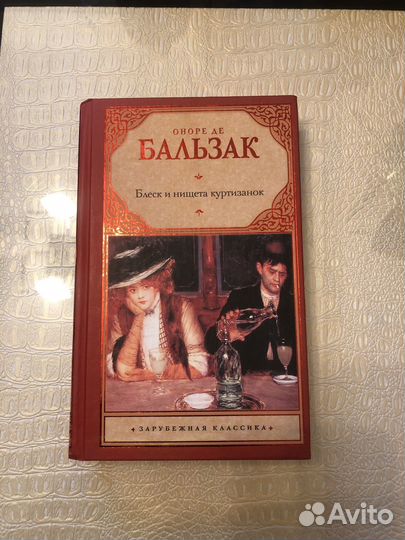 ОНОРЕ ДЕ
БАЛЬЗАК
Блеск и нищета куртизанок
ЗАРУБЕЖНАЯ КЛАССИКА
Avito